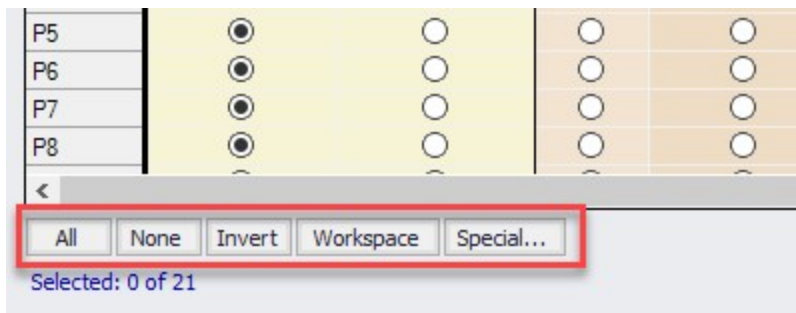 P5
P6
P7
P8
<
All None Invert Workspace Special...
Selected: 0 of 21